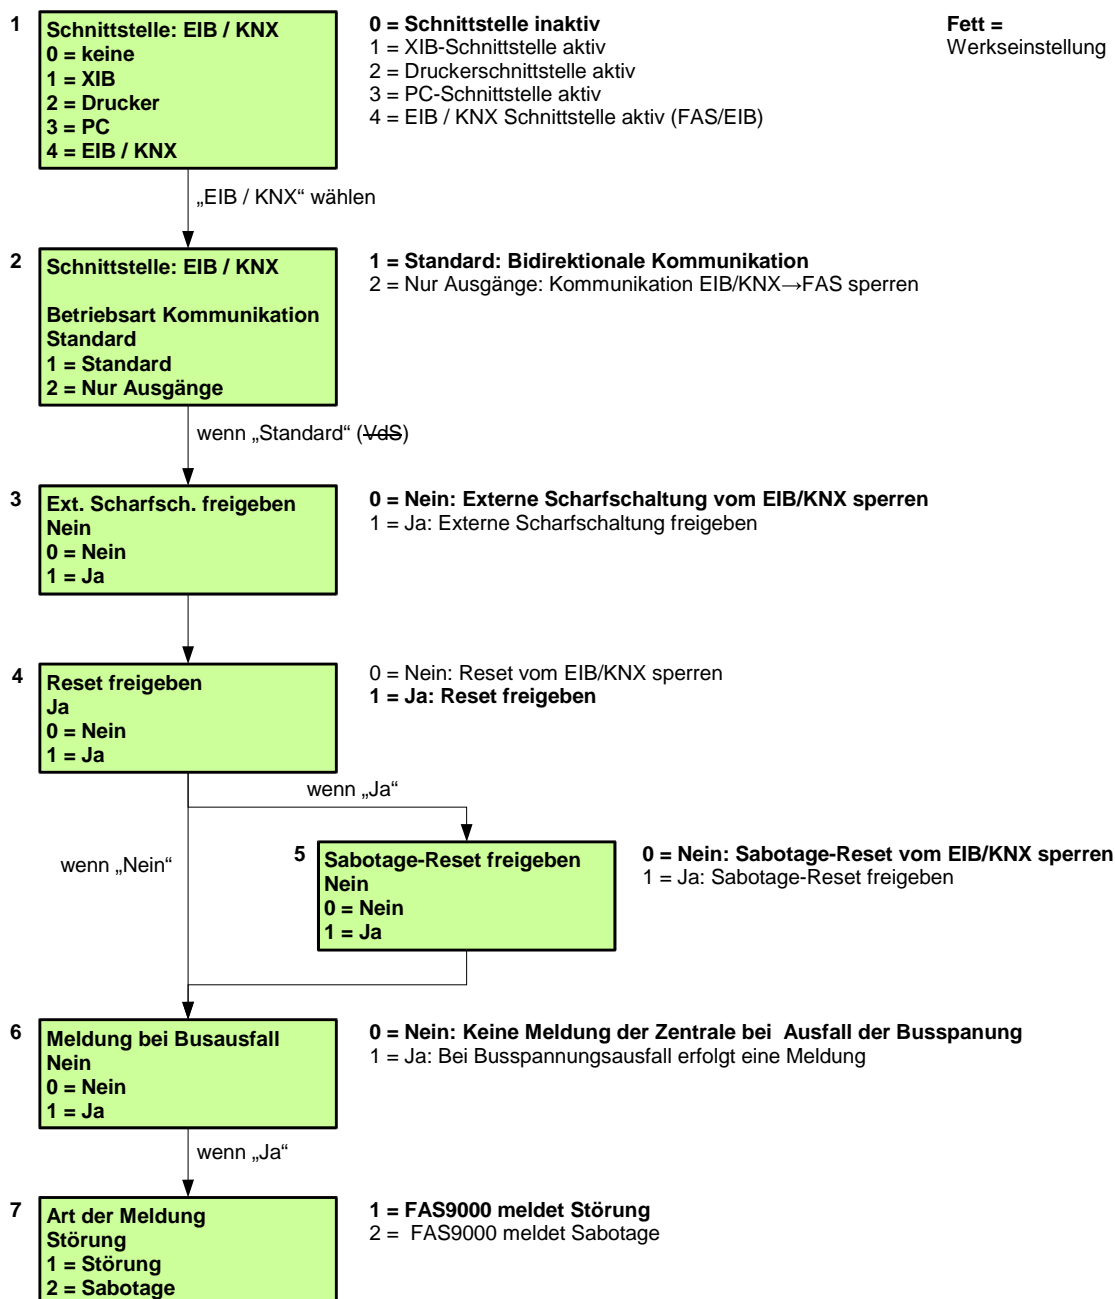 1
Schnittstelle: EIB / KNX
0 = keine
1 = XIB
2 = Drucker
3 = PC
4 = EIB / KNX
0 = Schnittstelle inaktiv
1 = XIB-Schnittstelle aktiv
2 = Druckerschnittstelle aktiv
3 = PC-Schnittstelle aktiv
4 = EIB / KNX Schnittstelle aktiv (FAS/EIB)
Fett =
Werkseinstellung
„EIB / KNX“ wählen
2
Schnittstelle: EIB / KNX
Betriebsart Kommunikation
Standard
1 = Standard
2 = Nur Ausgänge
1 = Standard: Bidirektionale Kommunikation
2 = Nur Ausgänge: Kommunikation EIB/KNX→FAS sperren
wenn „Standard“ (VdS)
3
Ext. Scharfsch. freigeben
Nein
0 = Nein
1 = Ja
0 = Nein: Externe Scharfschaltung vom EIB/KNX sperren
1 = Ja: Externe Scharfschaltung freigeben
4
Reset freigeben
Ja
0 = Nein
1 = Ja
0 = Nein: Reset vom EIB/KNX sperren
1 = Ja: Reset freigeben
wenn „Ja“
wenn „Nein“
5
Sabotage-Reset freigeben
Nein
0 = Nein
1 = Ja
0 = Nein: Sabotage-Reset vom EIB/KNX sperren
1 = Ja: Sabotage-Reset freigeben
6
Meldung bei Busausfall
Nein
0 = Nein
1 = Ja
0 = Nein: Keine Meldung der Zentrale bei Ausfall der Busspanung
1 = Ja: Bei Busspannungsausfall erfolgt eine Meldung
wenn „Ja“
7
Art der Meldung
Störung
1 = Störung
2 = Sabotage
1 = FAS9000 meldet Störung
2 = FAS9000 meldet Sabotage